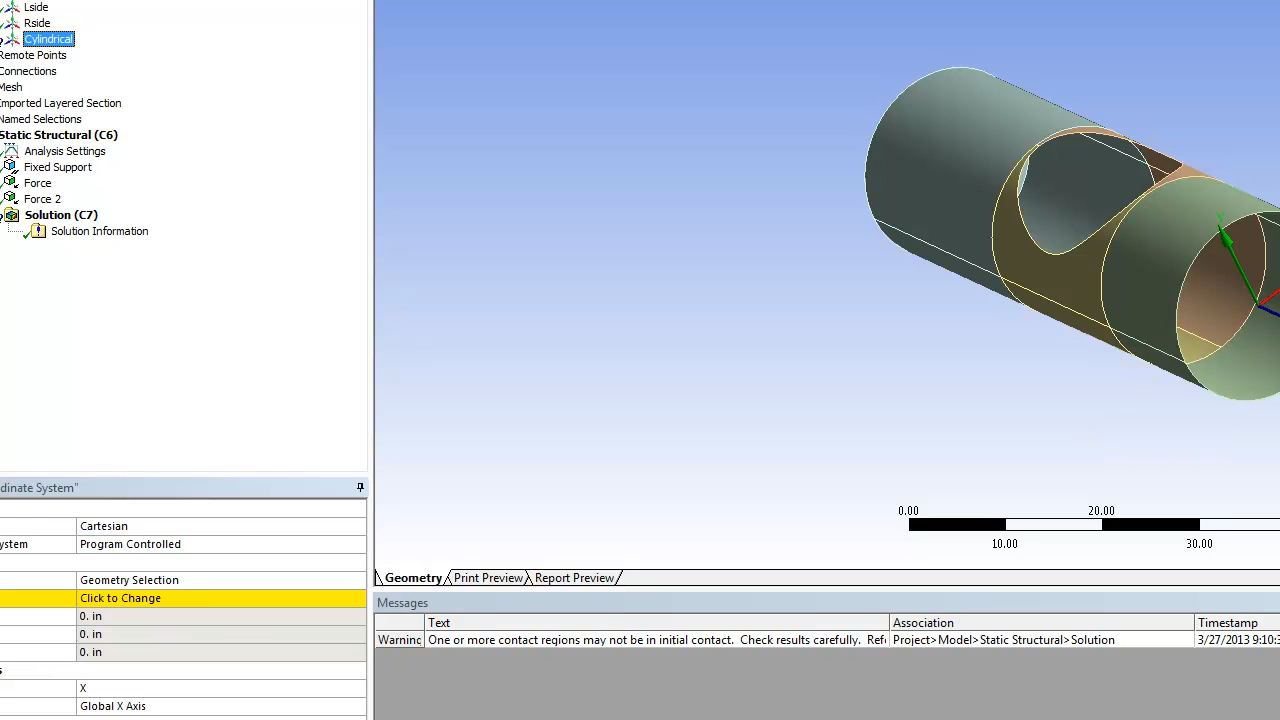 Lside
Rside
Cylindrical
Remote Points
Connections
Mesh
Imported Layered Section
Named Selections
Static Structural (C6)
Analysis Settings
Fixed Support
Force
Force 2
Solution (C7)
Solution Information
dinate System"
Cartesian
ystem Program Controlled
Geometry Selection
Click to Change
0. in
0. in
0. in
s
X
Global X Axis
Y
0.00 20.00
10.00 30.00
Geometry Print Preview Report Preview
Messages
Text Association Timestamp
Warning One or more contact regions may not be in initial contact. Check results carefully. Refe Project>Model>Static Structural>Solution 3/27/2013 9:10:3